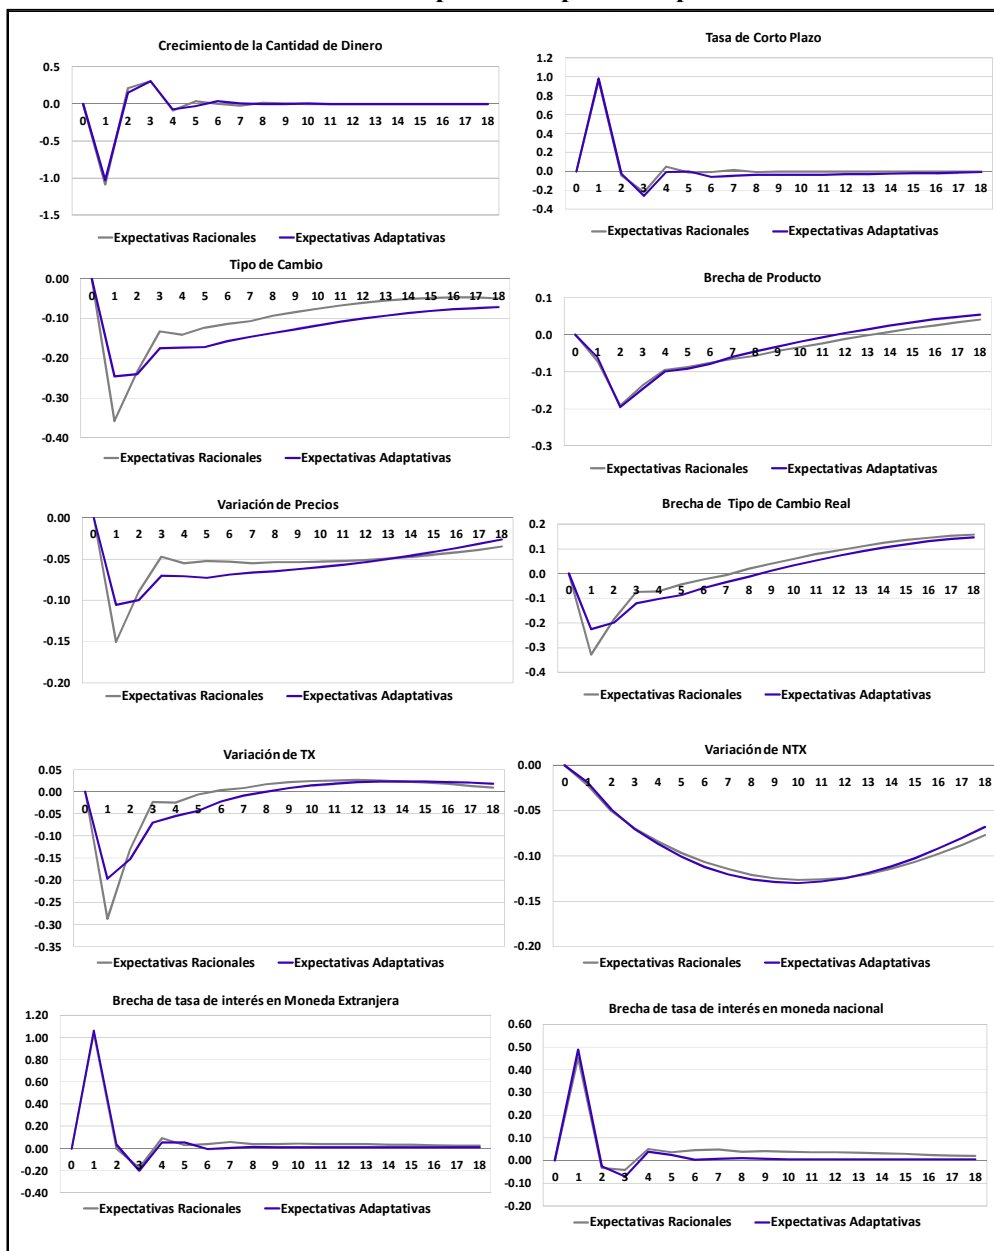 Crecimiento de la Cantidad de Dinero
0.5
0.0
-0.5
-1.0
-1.5
0 1 2 3 4 5 6 7 8 9 10 11 12 13 14 15 16 17 18
Expectativas Racionales Expectativas Adaptativas
Tasa de Corto Plazo
1.2
1.0
0.8
0.6
0.4
0.2
0.0
-0.2
-0.4
0 1 2 3 4 5 6 7 8 9 10 11 12 13 14 15 16 17 18
Expectativas Racionales Expectativas Adaptativas
Tipo de Cambio
0.00
-0.10
-0.20
-0.30
-0.40
0 1 2 3 4 5 6 7 8 9 10 11 12 13 14 15 16 17 18
Expectativas Racionales Expectativas Adaptativas
Brecha de Producto
0.1
0.0
-0.1
-0.2
-0.3
0 1 2 3 4 5 6 7 8 9 10 11 12 13 14 15 16 17 18
Expectativas Racionales Expectativas Adaptativas
Variación de Precios
0.00
-0.05
-0.10
-0.15
-0.20
0 1 2 3 4 5 6 7 8 9 10 11 12 13 14 15 16 17 18
Expectativas Racionales Expectativas Adaptativas
Brecha de Tipo de Cambio Real
0.2
0.1
0.0
-0.1
-0.2
-0.3
-0.4
0 1 2 3 4 5 6 7 8 9 10 11 12 13 14 15 16 17 18
Expectativas Racionales Expectativas Adaptativas
Variación de TX
0.05
0.00
-0.05
-0.10
-0.15
-0.20
-0.25
-0.30
-0.35
0 1 2 3 4 5 6 7 8 9 10 11 12 13 14 15 16 17 18
Expectativas Racionales Expectativas Adaptativas
Variación de NTX
0.00
-0.05
-0.10
-0.15
-0.20
0 1 2 3 4 5 6 7 8 9 10 11 12 13 14 15 16 17 18
Expectativas Racionales Expectativas Adaptativas
Brecha de tasa de interés en Moneda Extranjera
1.20
1.00
0.80
0.60
0.40
0.20
0.00
-0.20
-0.40
0 1 2 3 4 5 6 7 8 9 10 11 12 13 14 15 16 17 18
Expectativas Racionales Expectativas Adaptativas
Brecha de tasa de interés en moneda nacional
0.60
0.50
0.40
0.30
0.20
0.10
0.00
-0.10
-0.20
0 1 2 3 4 5 6 7 8 9 10 11 12 13 14 15 16 17 18
Expectativas Racionales Expectativas Adaptativas